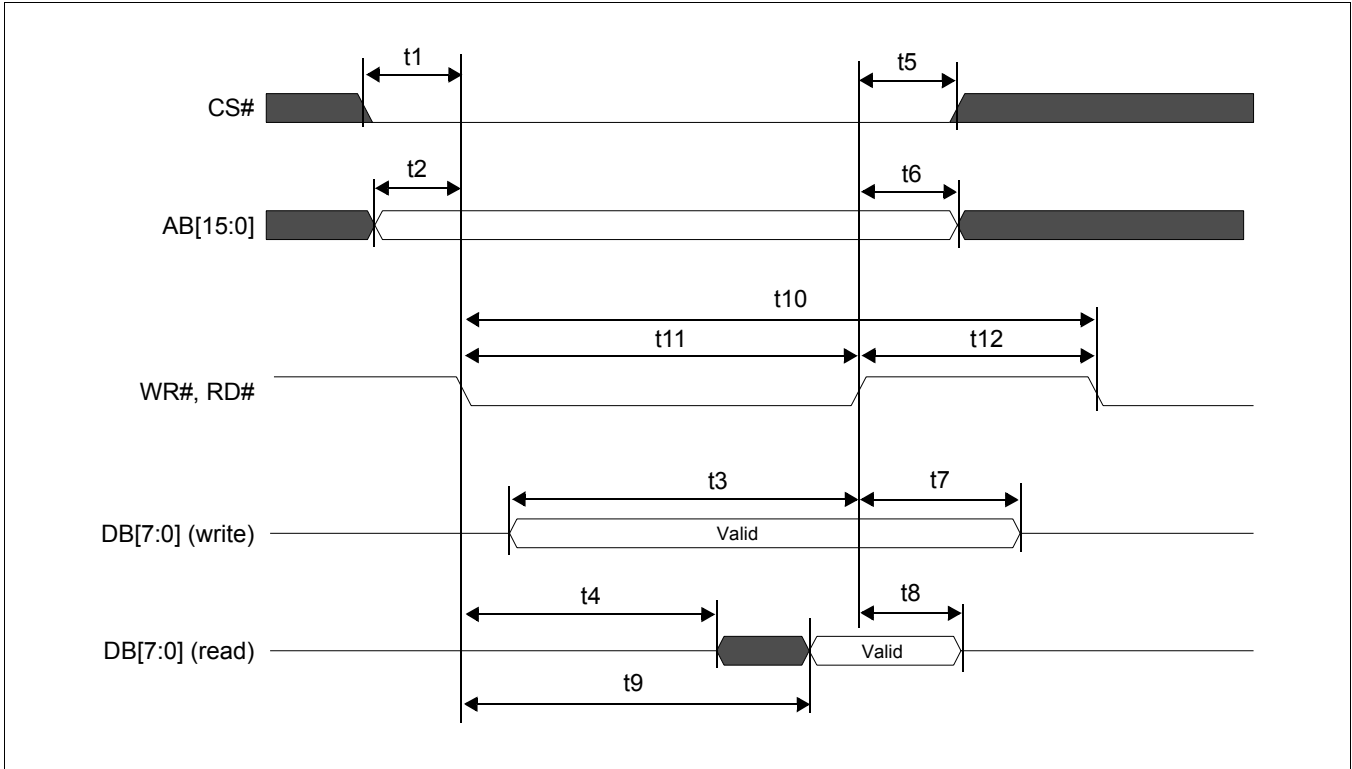 t1
t5
CS#
t2
t6
AB[15:0]
t10
t11
t12
WR#, RD#
t3
t7
DB[7:0] (write)
Valid
t4
t8
DB[7:0] (read)
Valid
t9